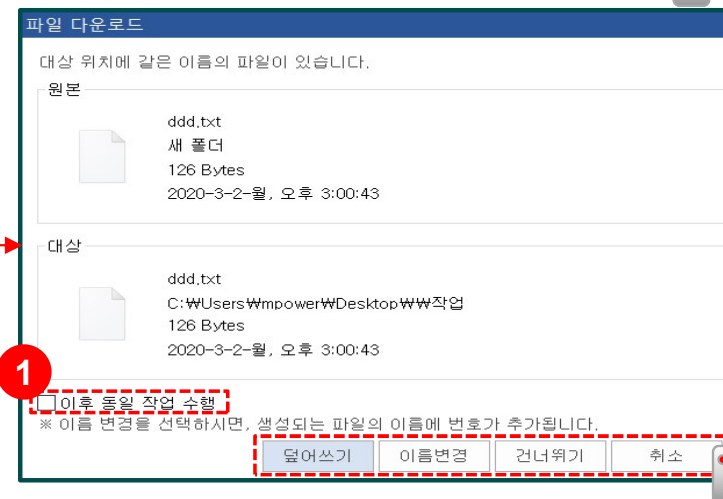 파일 다운로드
대상 위치에 같은 이름의 파일이 있습니다.
원본
ddd.txt
새 폴더
126 Bytes
2020-3-2-월, 오후 3:00:43
대상
ddd.txt
C:₩Users₩mpower₩Desktop₩₩작업
126 Bytes
2020-3-2-월, 오후 3:00:43
1
이후 동일 작업 수행
※ 이름 변경을 선택하시면, 생성되는 파일의 이름에 번호가 추가됩니다.
덮어쓰기 이름변경 건너뛰기 취소